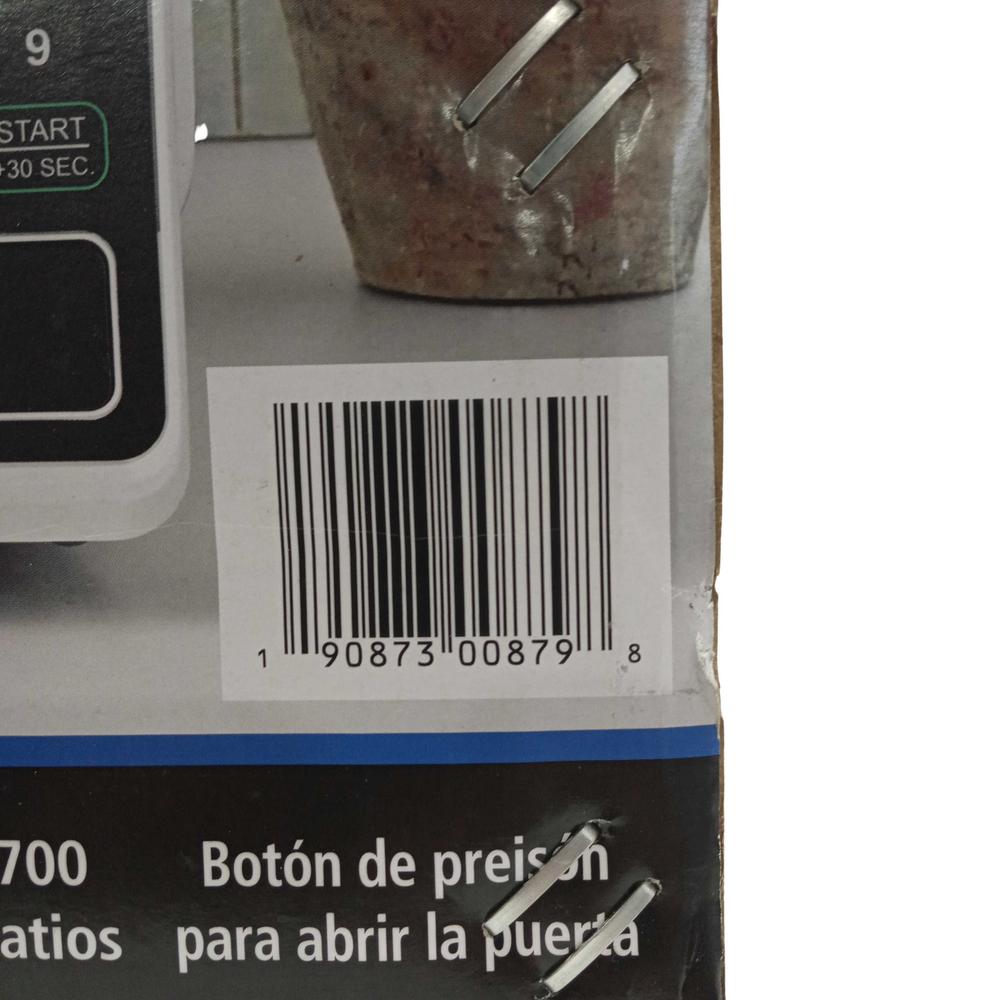 9
START
+30 SEC.
1 90873 00879 8
700
atios
Botón de preisón
para abrir la puerta